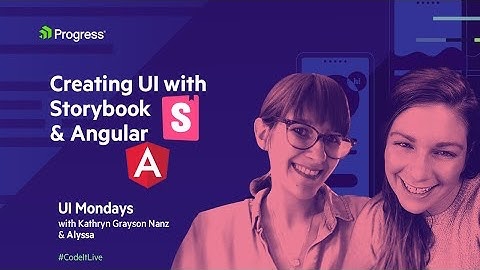 Progress®
Creating UI with
Storybook
& Angular
S
A
UI Mondays
with Kathryn Grayson Nanz
& Alyssa
#CodeItLive